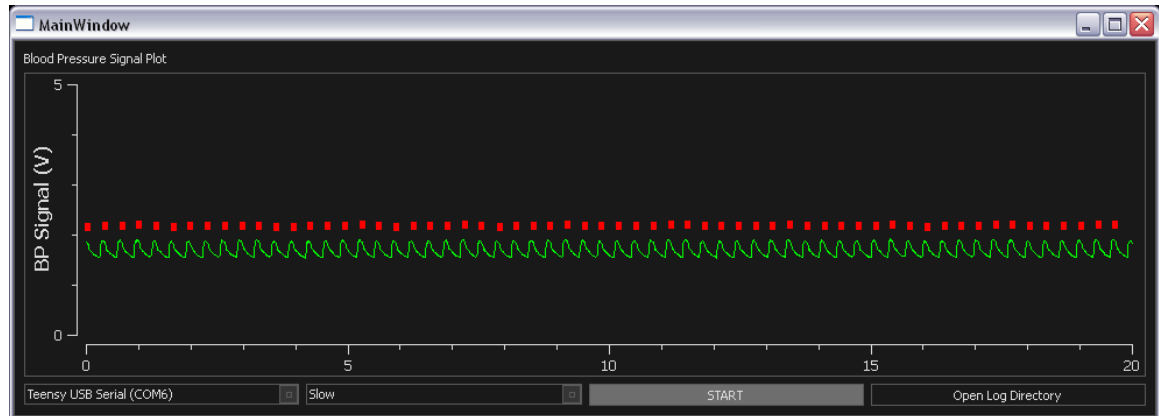 MainWindow
Blood Pressure Signal Plot
5
BP Signal (V)
0
0 5 10 15 20
Teensy USB Serial (COM6) Slow START Open Log Directory